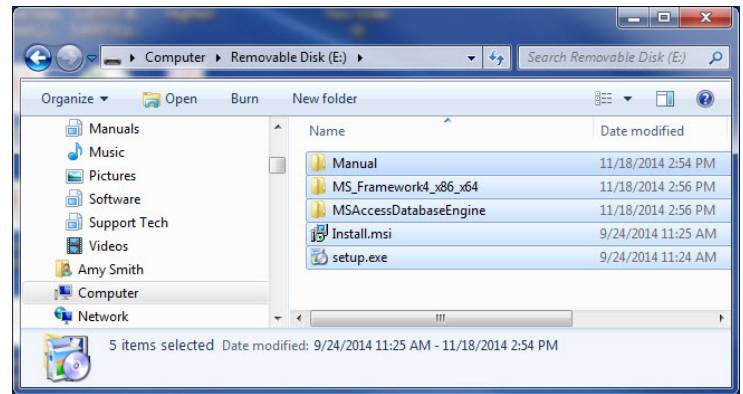 Computer Removable Disk (E:)
Search Removable Disk (E:)
Organize Open Burn New folder
Manuals
Music
Pictures
Software
Support Tech
Videos
Amy Smith
Computer
Network
Name Date modified
Manual 11/18/2014 2:54 PM
MS_Framework4_x86_x64 11/18/2014 2:56 PM
MSAccessDatabaseEngine 11/18/2014 2:56 PM
Install.msi 9/24/2014 11:25 AM
setup.exe 9/24/2014 11:24 AM
5 items selected Date modified: 9/24/2014 11:25 AM - 11/18/2014 2:54 PM